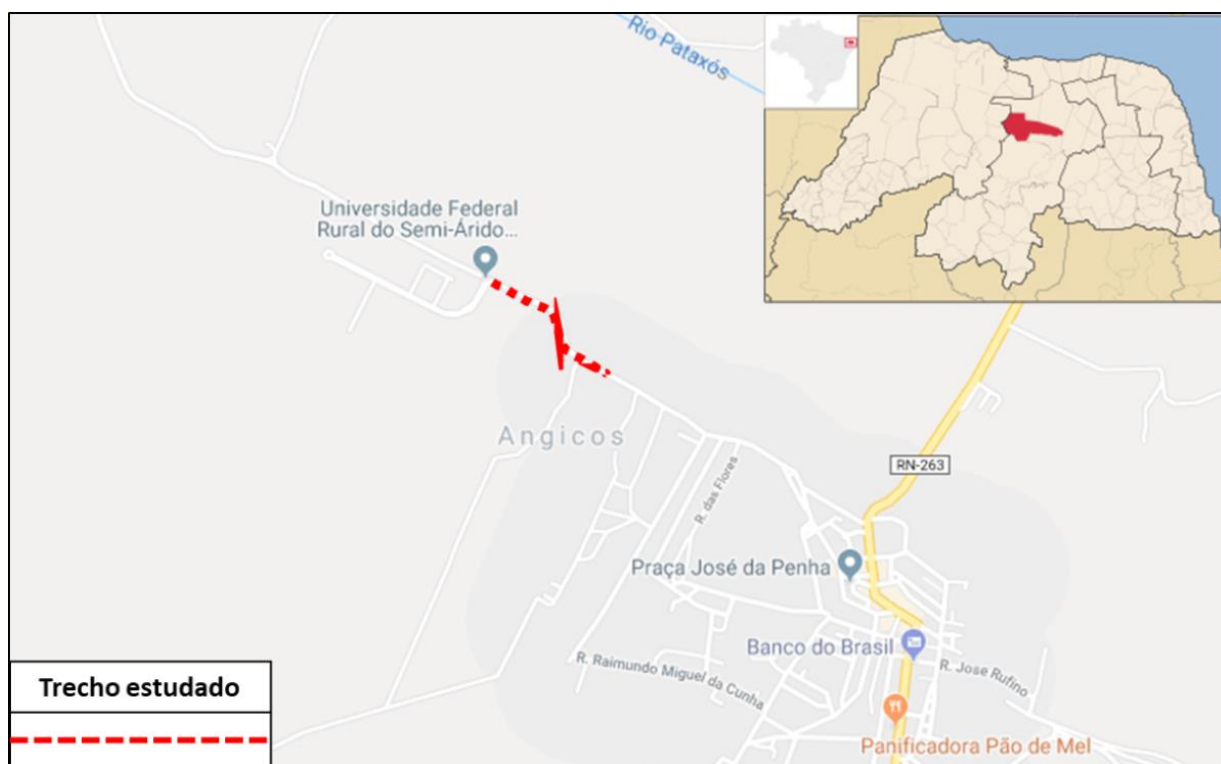 Rio Pataxós
Universidade Federal
Rural do Semi-Árido...
Angicos
RN-263
R. das Flores
Praça José da Penha
Banco do Brasil
R. Jose Rufino
R. Raimundo Miguel da Cunha
Panificadora Pão de Mel
Trecho estudado